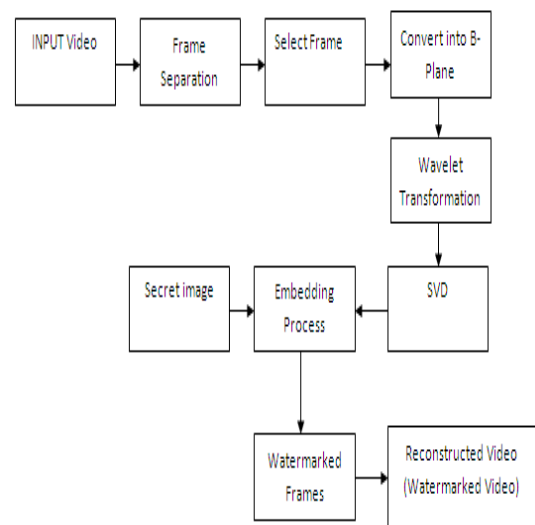 INPUT Video
Frame
Separation
Select Frame
Convert into B-
Plane
Wavelet
Transformation
Secret image
Embedding
Process
SVD
Watermarked
Frames
Reconstructed Video
(Watermarked Video)